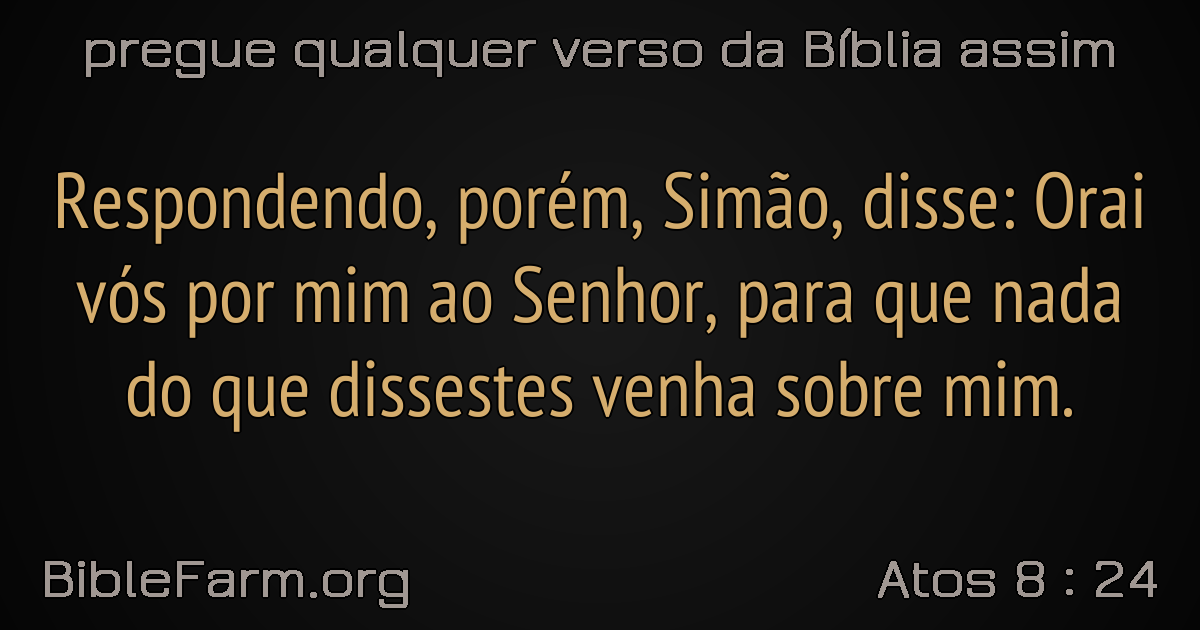 pregue qualquer verso da Bíblia assim
Respondendo, porém, Simão, disse: Orai
vós por mim ao Senhor, para que nada
do que dissestes venha sobre mim.
BibleFarm.org
Atos 8 : 24